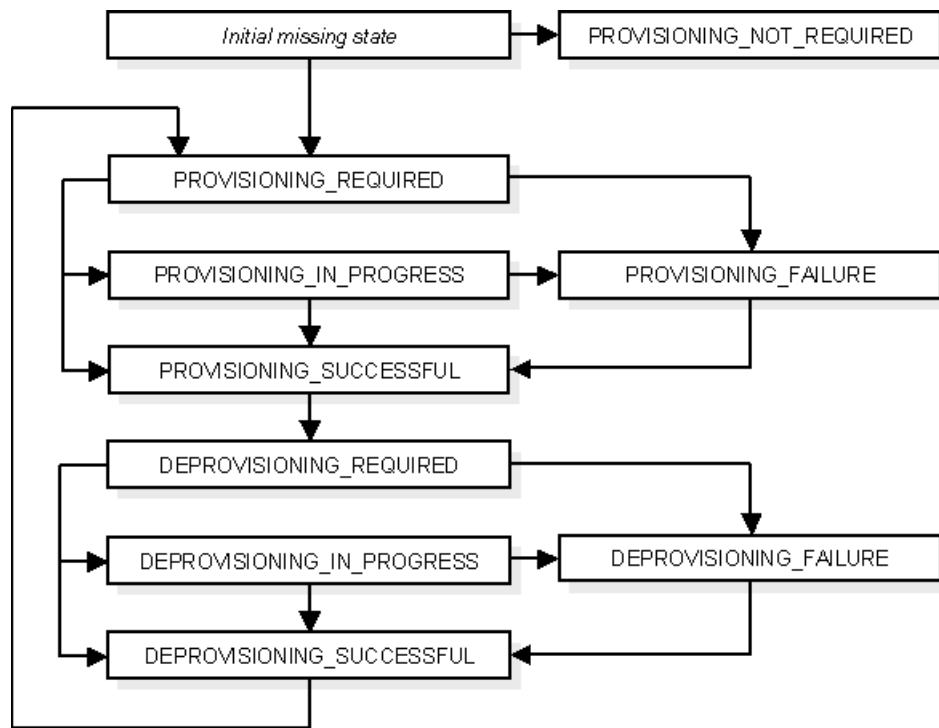 Initial missing state
PROVISIONING_NOT_REQUIRED
PROVISIONING_REQUIRED
PROVISIONING_IN_PROGRESS
PROVISIONING_FAILURE
PROVISIONING_SUCCESSFUL
DEPROVISIONING_REQUIRED
DEPROVISIONING_IN_PROGRESS
DEPROVISIONING_FAILURE
DEPROVISIONING_SUCCESSFUL